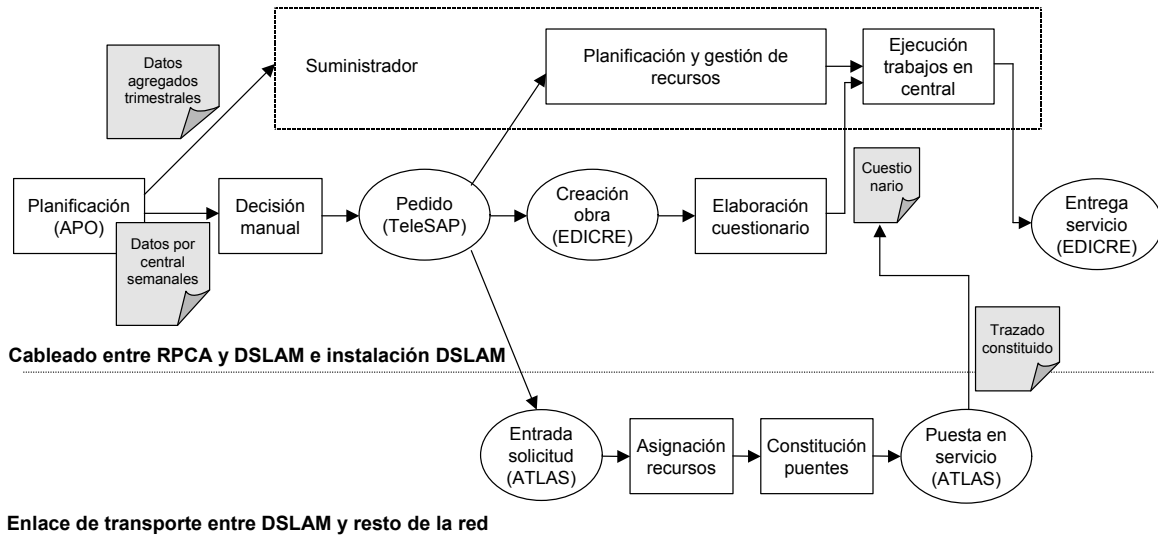 Datos
agregados
trimestrales
Suministrador
Planificación y gestión de
recursos
Ejecución
trabajos en
central
Planificación
(APO)
Datos por
central
semanales
Decisión
manual
Pedido
(TeleSAP)
Creación
obra
(EDICRE)
Elaboración
cuestionario
Cuestio
nario
Entrega
servicio
(EDICRE)
Cableado entre RPCA y DSLAM e instalación DSLAM
Trazado
constituido
Entrada
solicitud
(ATLAS)
Asignación
recursos
Constitución
puentes
Puesta en
servicio
(ATLAS)
Enlace de transporte entre DSLAM y resto de la red